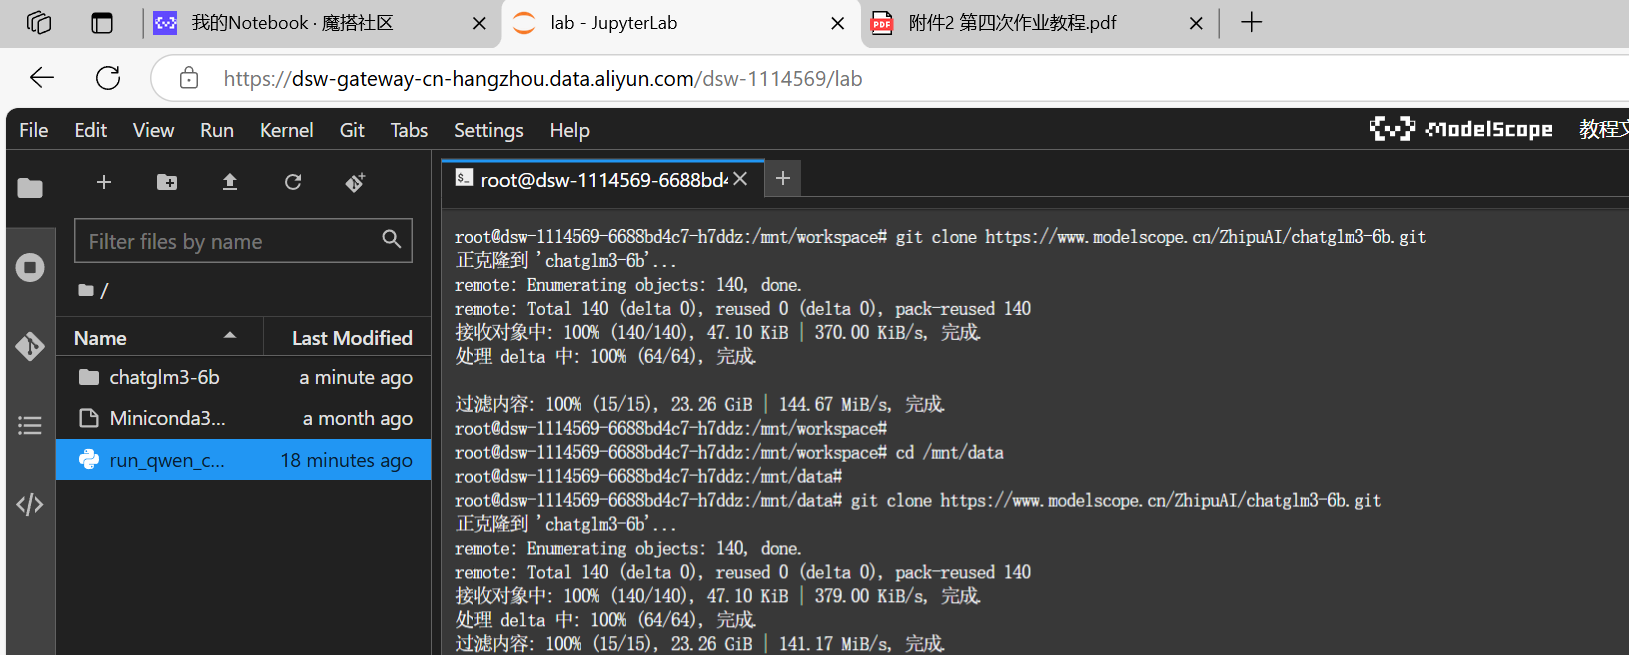 我的Notebook · 魔搭社区
lab - JupyterLab
PDF
附件2 第四次作业教程.pdf
https://dsw-gateway-cn-hangzhou.data.aliyun.com/dsw-1114569/lab
File Edit View Run Kernel Git Tabs Settings Help
ModelScope
教程文
Filter files by name
/
Name Last Modified
chatglm3-6b a minute ago
Miniconda3... a month ago
run_qwen_c... 18 minutes ago
$_ root@dsw-1114569-6688bd4
root@dsw-1114569-6688bd4c7-h7ddz:/mnt/workspace# git clone https://www.modelscope.cn/ZhipuAI/chatglm3-6b.git
正克隆到 'chatglm3-6b'...
remote: Enumerating objects: 140, done.
remote: Total 140 (delta 0), reused 0 (delta 0), pack-reused 140
接收对象中: 100% (140/140), 47.10 KiB | 370.00 KiB/s, 完成.
处理 delta 中: 100% (64/64), 完成.
过滤内容: 100% (15/15), 23.26 GiB | 144.67 MiB/s, 完成.
root@dsw-1114569-6688bd4c7-h7ddz:/mnt/workspace#
root@dsw-1114569-6688bd4c7-h7ddz:/mnt/workspace# cd /mnt/data
root@dsw-1114569-6688bd4c7-h7ddz:/mnt/data#
root@dsw-1114569-6688bd4c7-h7ddz:/mnt/data# git clone https://www.modelscope.cn/ZhipuAI/chatglm3-6b.git
正克隆到 'chatglm3-6b'...
remote: Enumerating objects: 140, done.
remote: Total 140 (delta 0), reused 0 (delta 0), pack-reused 140
接收对象中: 100% (140/140), 47.10 KiB | 379.00 KiB/s, 完成.
处理 delta 中: 100% (64/64), 完成.
过滤内容: 100% (15/15), 23.26 GiB | 141.17 MiB/s, 完成.